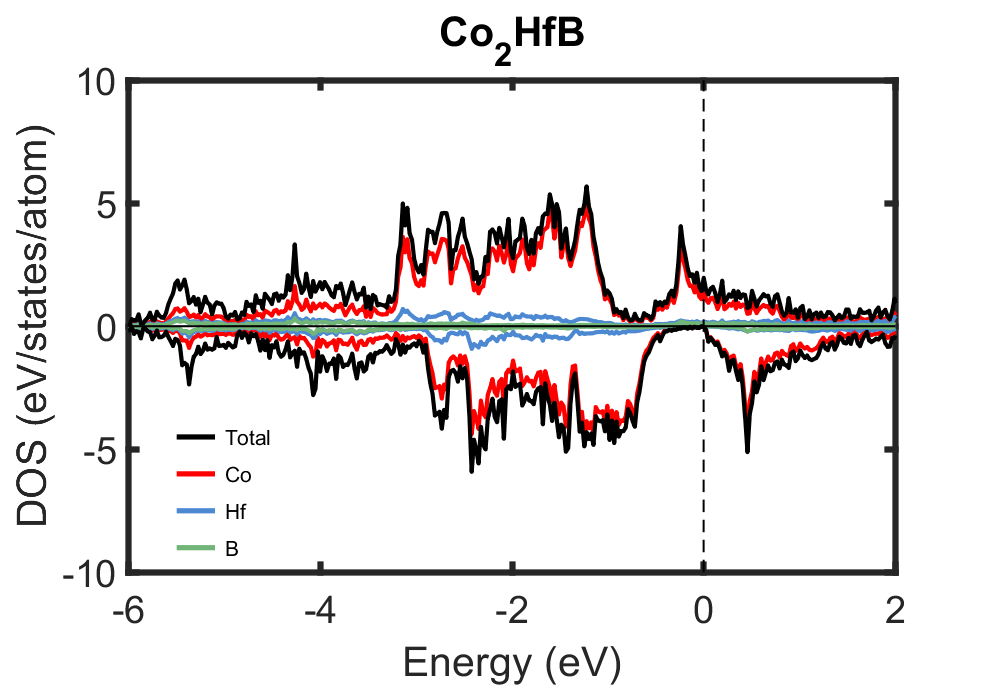 Co₂HfB
DOS (eV/states/atom)
10
5
0
-5
-10
Total
Co
Hf
B
-6 -4 -2 0 2
Energy (eV)